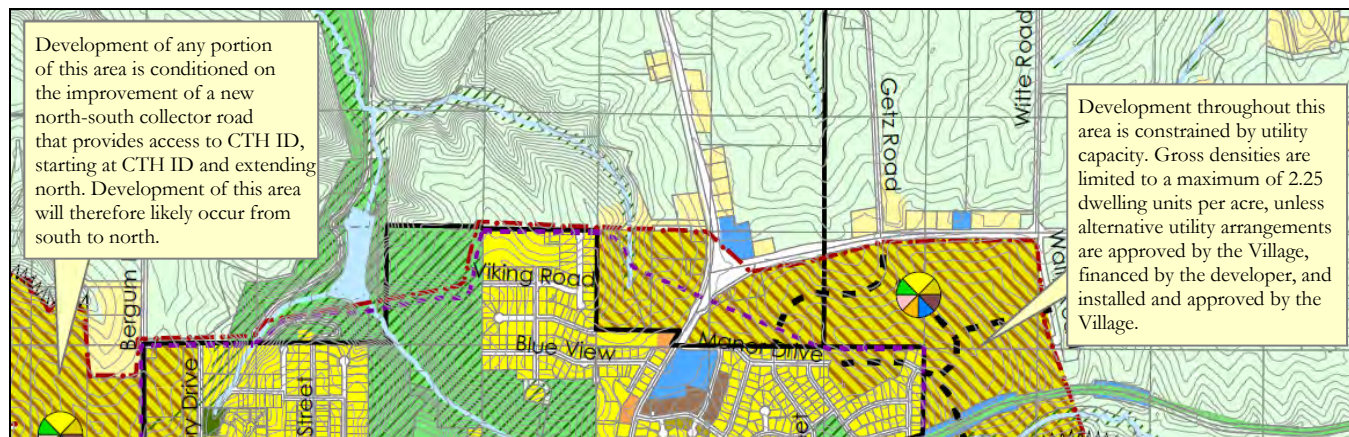 Development of any portion
of this area is conditioned on
the improvement of a new
north-south collector road
that provides access to CTH ID,
starting at CTH ID and extending
north. Development of this area
will therefore likely occur from
south to north.
Getz Road
Witte Road
Development throughout this
area is constrained by utility
capacity. Gross densities are
limited to a maximum of 2.25
dwelling units per acre, unless
alternative utility arrangements
are approved by the Village,
financed by the developer, and
installed and approved by the
Village.
Bergum
Viking Road
Blue View
Manor Drive
ry Drive
Street
et